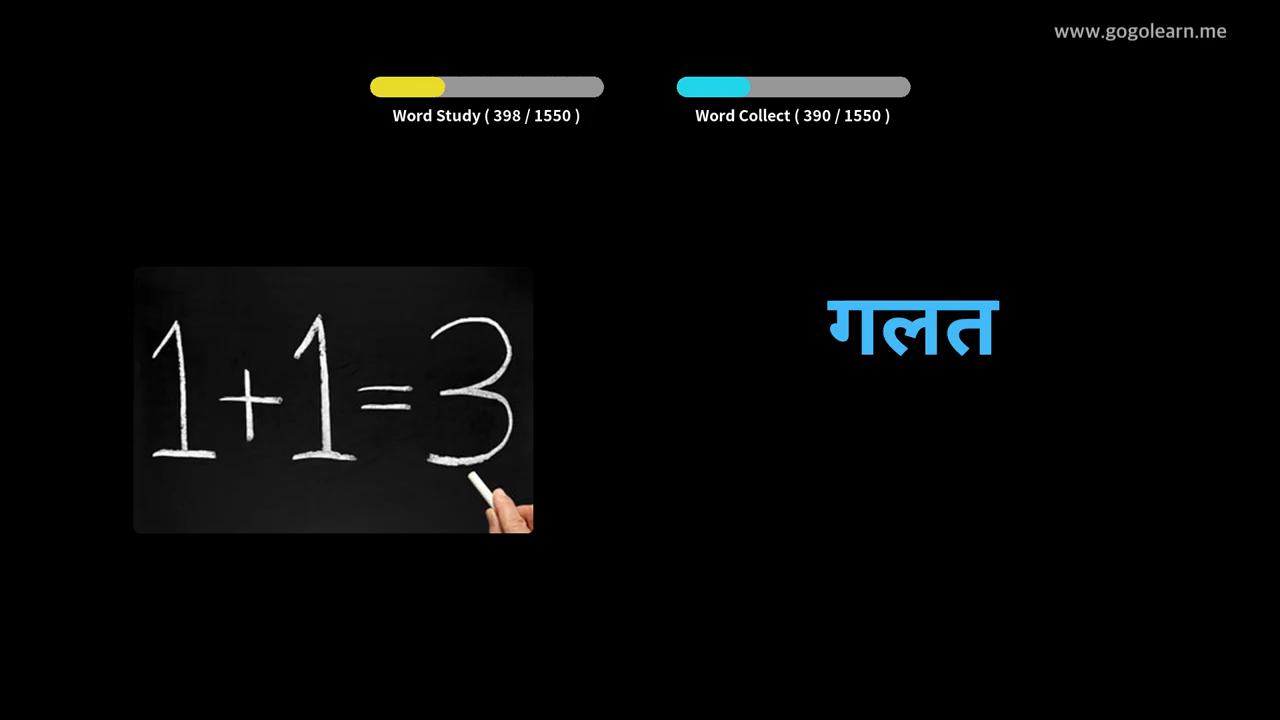 www.gogolearn.me
Word Study ( 398 / 1550 )
Word Collect ( 390 / 1550 )
1+1=3
गलत